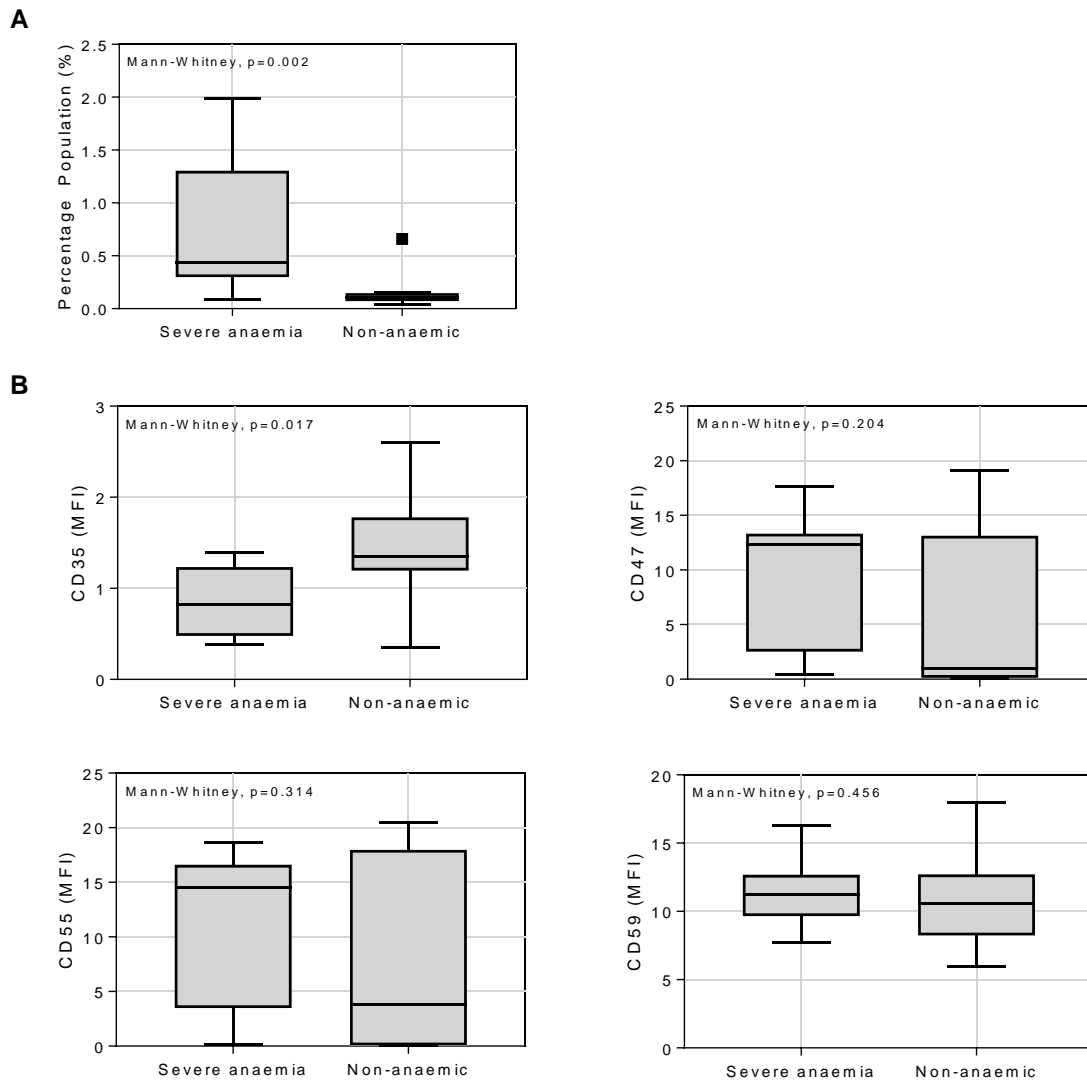 A
Percentage Population (%)
2.5
2.0
1.5
1.0
0.5
0.0
Mann-Whitney, p=0.002
Severe anaemia
Non-anaemic
B
CD35 (MFI)
3
2
1
0
Mann-Whitney, p=0.017
Severe anaemia
Non-anaemic
CD47 (MFI)
25
20
15
10
5
0
Mann-Whitney, p=0.204
Severe anaemia
Non-anaemic
CD55 (MFI)
25
20
15
10
5
0
Mann-Whitney, p=0.314
Severe anaemia
Non-anaemic
CD59 (MFI)
20
15
10
5
0
Mann-Whitney, p=0.456
Severe anaemia
Non-anaemic